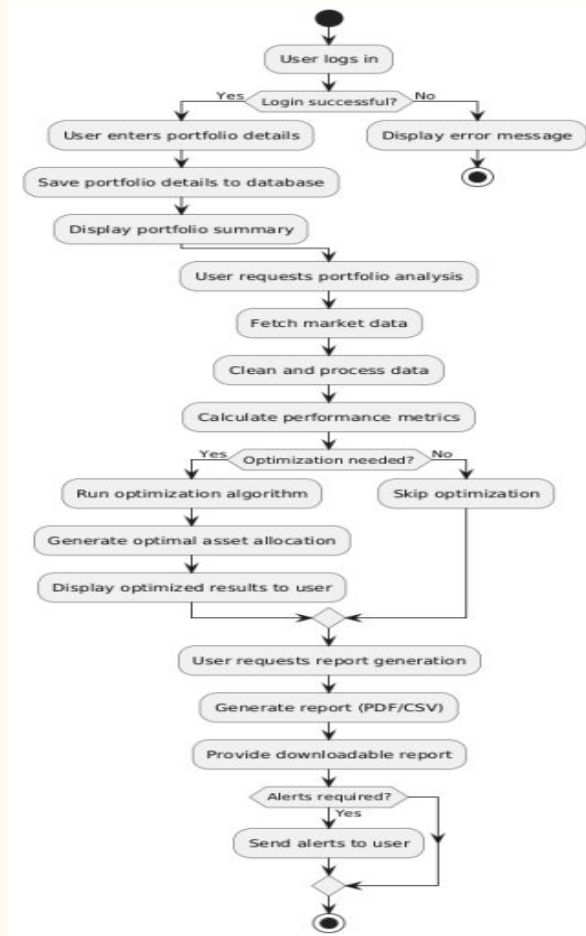 User logs in
Yes
Login successful?
No
User enters portfolio details
Display error message
Save portfolio details to database
Display portfolio summary
User requests portfolio analysis
Fetch market data
Clean and process data
Calculate performance metrics
Yes
Optimization needed?
No
Run optimization algorithm
Skip optimization
Generate optimal asset allocation
Display optimized results to user
User requests report generation
Generate report (PDF/CSV)
Provide downloadable report
Alerts required?
Yes
Send alerts to user